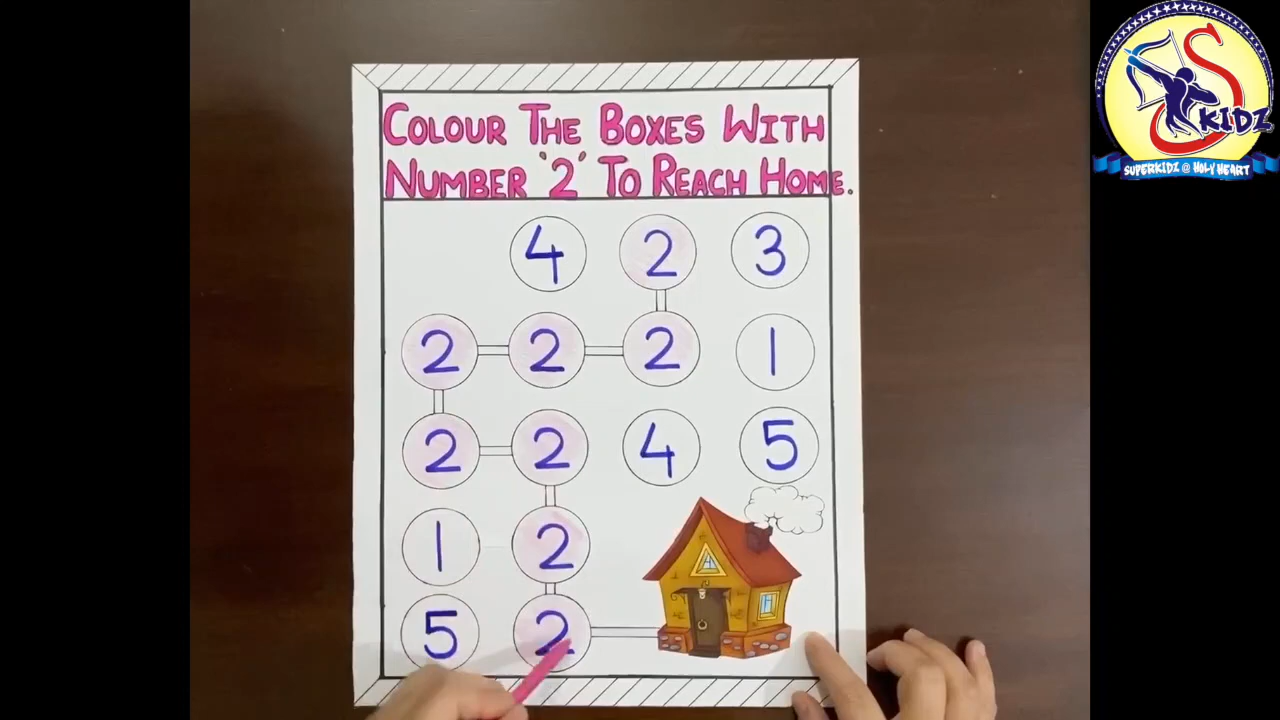 COLOUR THE BOXES WITH
NUMBER '2' TO REACH HOME.
4 2 3
2 2 2 1
2 2 4 5
1 2
5 2
S
KIDZ
SUPERKIDZ @ HOLY HEART